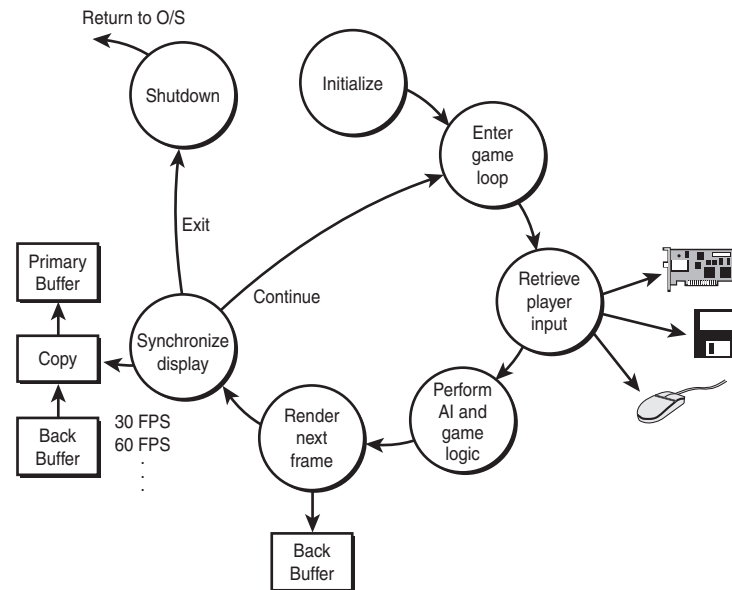 Return to O/S
Shutdown
Initialize
Enter
game
loop
Exit
Continue
Retrieve
player
input
Primary
Buffer
Copy
Back
Buffer
Synchronize
display
30 FPS
60 FPS
.
.
.
Render
next
frame
Perform
AI and
game
logic
Back
Buffer